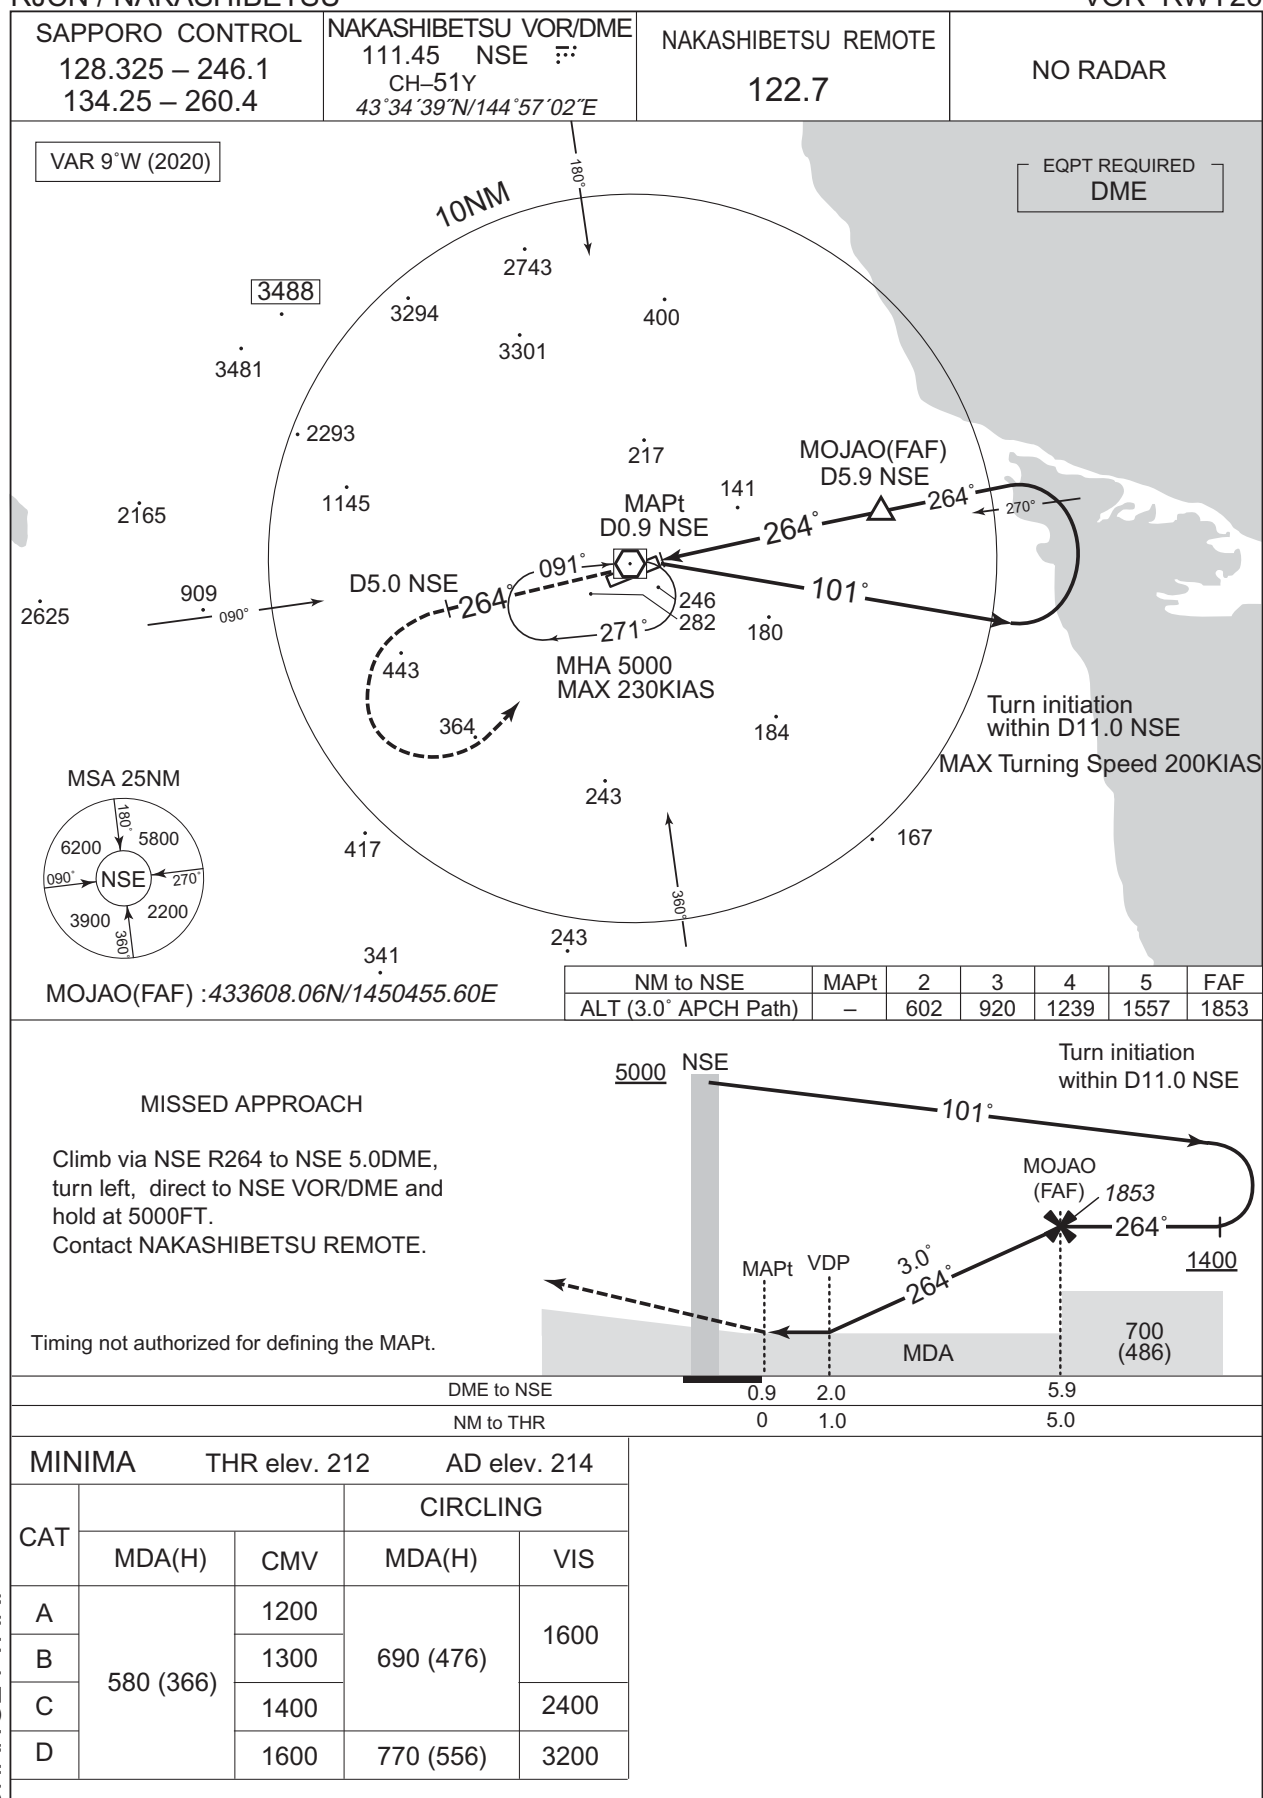 SAPPORO CONTROL
128.325 – 246.1
134.25 – 260.4
NAKASHIBETSU VOR/DME
111.45 NSE
CH–51Y
43°34´39˝N/144°57´02˝E
NAKASHIBETSU REMOTE
122.7
NO RADAR
VAR 9°W (2020)
EQPT REQUIRED
DME
180°
10NM
2743
3488
3294
400
3301
3481
2293
217
MOJAO(FAF)
D5.9 NSE
141
1145
2165
MAPt
D0.9 NSE
264°
264°
270°
091°
D5.0 NSE
264°
101°
909
090°
2625
246
282
271°
180
443
MHA 5000
MAX 230KIAS
364
184
Turn initiation
within D11.0 NSE
MAX Turning Speed 200KIAS
MSA 25NM
180°
6200
5800
090°
NSE
270°
3900
2200
360°
243
417
167
360°
243
341
MOJAO(FAF) :433608.06N/1450455.60E
NM to NSE MAPt 2 3 4 5 FAF
ALT (3.0° APCH Path) – 602 920 1239 1557 1853
MISSED APPROACH
Climb via NSE R264 to NSE 5.0DME,
turn left, direct to NSE VOR/DME and
hold at 5000FT.
Contact NAKASHIBETSU REMOTE.
Timing not authorized for defining the MAPt.
5000
NSE
Turn initiation
within D11.0 NSE
101°
MOJAO
(FAF)
1853
264°
1400
MAPt
VDP
3.0°
264°
MDA
700
(486)
DME to NSE 0.9 2.0 5.9
NM to THR 0 1.0 5.0
MINIMA THR elev. 212 AD elev. 214
CIRCLING
CAT
MDA(H) CMV MDA(H) VIS
A 1200
1600
B 1300 690 (476)
580 (366)
C 1400 2400
D 1600 770 (556) 3200